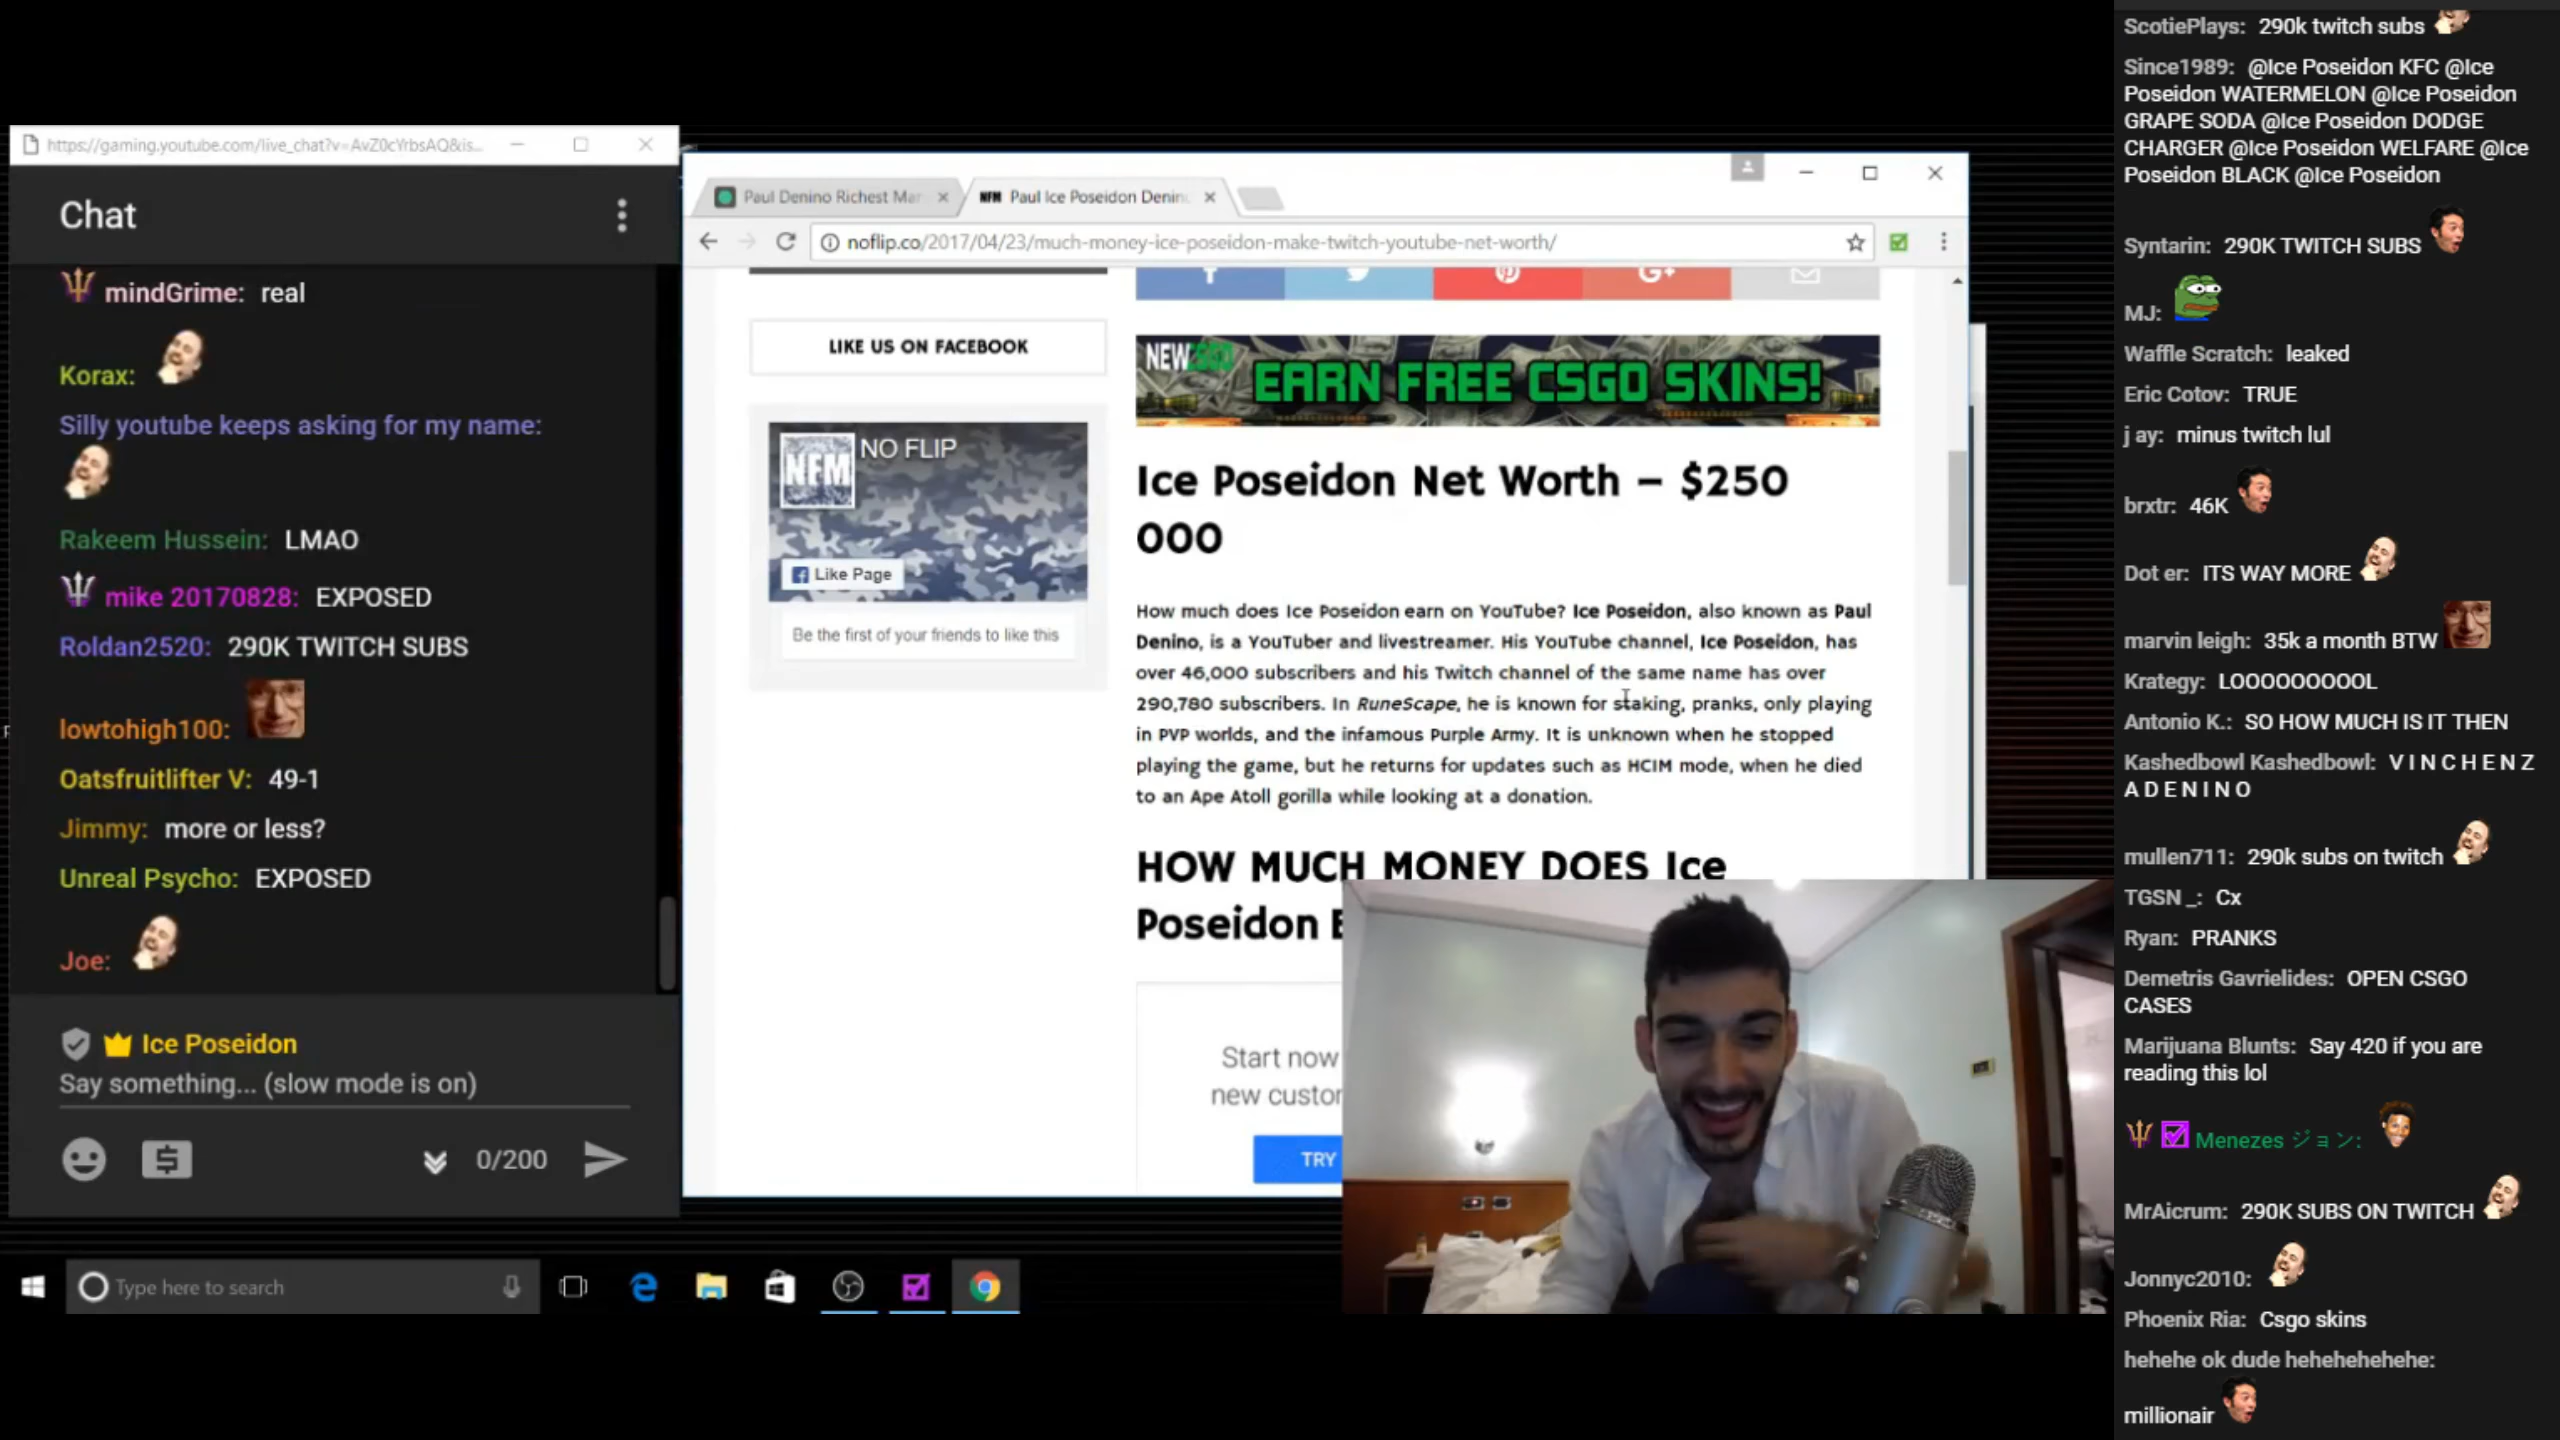 https://gaming.youtube.com/live_chat?v=AvZ0cYrbsAQ&is...
Chat
mindGrime: real
Korax:
Silly youtube keeps asking for my name:
Rakeem Hussein: LMAO
mike 20170828: EXPOSED
Roldan2520: 290K TWITCH SUBS
lowtohigh100:
Oatsfruitlifter V: 49-1
Jimmy: more or less?
Unreal Psycho: EXPOSED
Joe:
Ice Poseidon
Say something... (slow mode is on)
0/200
Type here to search
Paul Denino Richest Mar
NFM Paul Ice Poseidon Denin
noflip.co/2017/04/23/much-money-ice-poseidon-make-twitch-youtube-net-worth/
LIKE US ON FACEBOOK
NFM
NO FLIP
Like Page
Be the first of your friends to like this
G+
NEWCSGO
EARN FREE CSGO SKINS!
Ice Poseidon Net Worth – $250
000
How much does Ice Poseidon earn on YouTube? Ice Poseidon, also known as Paul
Denino, is a YouTuber and livestreamer. His YouTube channel, Ice Poseidon, has
over 46,000 subscribers and his Twitch channel of the same name has over
290,780 subscribers. In RuneScape, he is known for staking, pranks, only playing
in PVP worlds, and the infamous Purple Army. It is unknown when he stopped
playing the game, but he returns for updates such as HCIM mode, when he died
to an Ape Atoll gorilla while looking at a donation.
HOW MUCH MONEY DOES Ice
Poseidon
Start now
new custo
TRY
ScotiePlays: 290k twitch subs
Since1989: @Ice Poseidon KFC @Ice
Poseidon WATERMELON @Ice Poseidon
GRAPE SODA @Ice Poseidon DODGE
CHARGER @Ice Poseidon WELFARE @Ice
Poseidon BLACK @Ice Poseidon
Syntarin: 290K TWITCH SUBS
MJ:
Waffle Scratch: leaked
Eric Cotov: TRUE
j ay: minus twitch lul
brxtr: 46K
Dot er: ITS WAY MORE
marvin leigh: 35k a month BTW
Krategy: LOOOOOOOOOL
Antonio K.: SO HOW MUCH IS IT THEN
Kashedbowl Kashedbowl: V I N C H E N Z
A D E N I N O
mullen711: 290k subs on twitch
TGSN _: Cx
Ryan: PRANKS
Demetris Gavrielides: OPEN CSGO
CASES
Marijuana Blunts: Say 420 if you are
reading this lol
Menezes ジョン:
MrAicrum: 290K SUBS ON TWITCH
Jonnyc2010:
Phoenix Ria: Csgo skins
hehehe ok dude hehehehehehe:
millionair